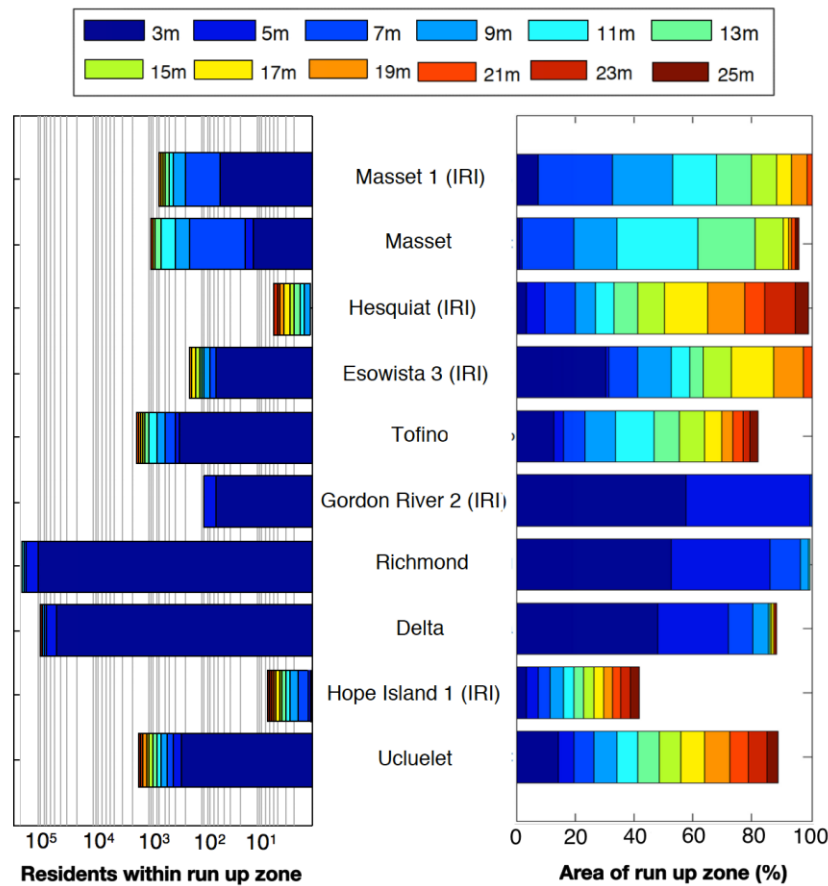 3m 5m 7m 9m 11m 13m
15m 17m 19m 21m 23m 25m
Masset 1 (IRI)
Masset
Hesquiat (IRI)
Esowista 3 (IRI)
Tofino
Gordon River 2 (IRI)
Richmond
Delta
Hope Island 1 (IRI)
Ucluelet
10⁵ 10⁴ 10³ 10² 10¹ 0 20 40 60 80 100
Residents within run up zone Area of run up zone (%)